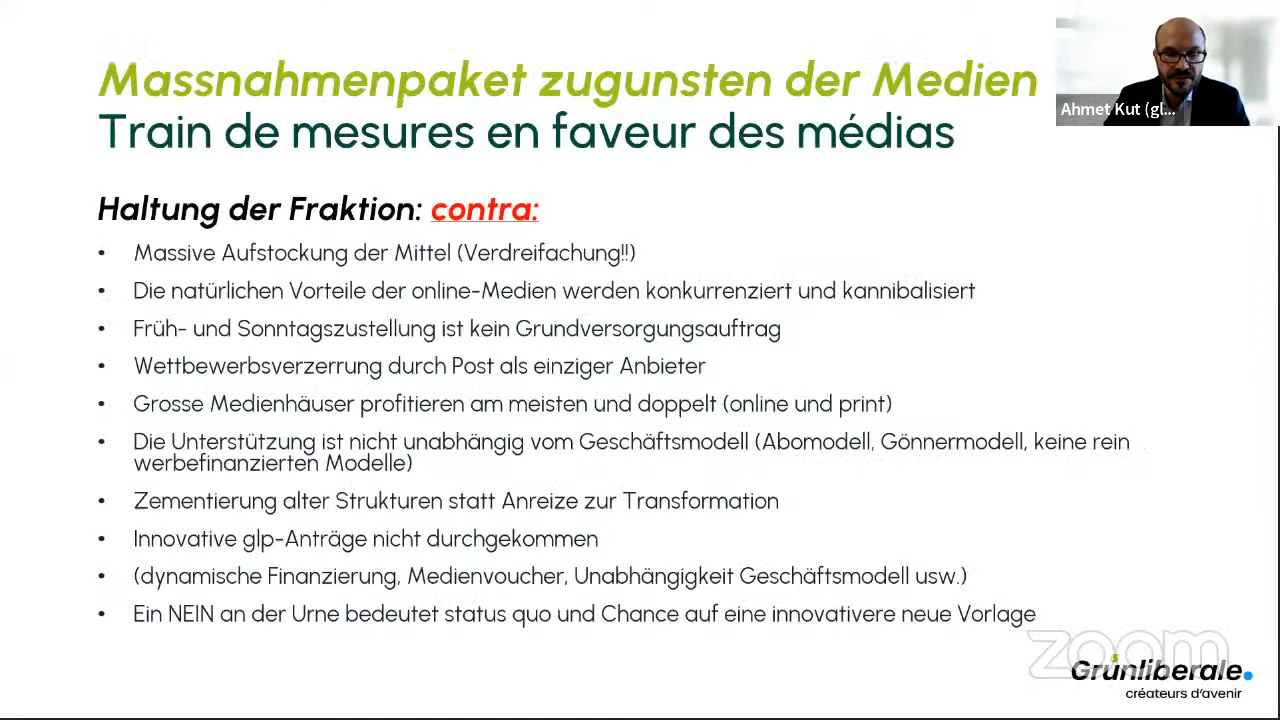 Massnahmenpaket zugunsten der Medien
Train de mesures en faveur des médias
Ahmet Kut (gl...
Haltung der Fraktion: contra:
• Massive Aufstockung der Mittel (Verdreifachung!!)
• Die natürlichen Vorteile der online-Medien werden konkurrenziert und kannibalisiert
• Früh- und Sonntagszustellung ist kein Grundversorgungsauftrag
• Wettbewerbsverzerrung durch Post als einziger Anbieter
• Grosse Medienhäuser profitieren am meisten und doppelt (online und print)
• Die Unterstützung ist nicht unabhängig vom Geschäftsmodell (Abomodell, Gönnermodell, keine rein
werbefinanzierten Modelle)
• Zementierung alter Strukturen statt Anreize zur Transformation
• Innovative glp-Anträge nicht durchgekommen
• (dynamische Finanzierung, Medienvoucher, Unabhängigkeit Geschäftsmodell usw.)
• Ein NEIN an der Urne bedeutet status quo und Chance auf eine innovativere neue Vorlage
zoom
Grünliberale.
créateurs d'avenir